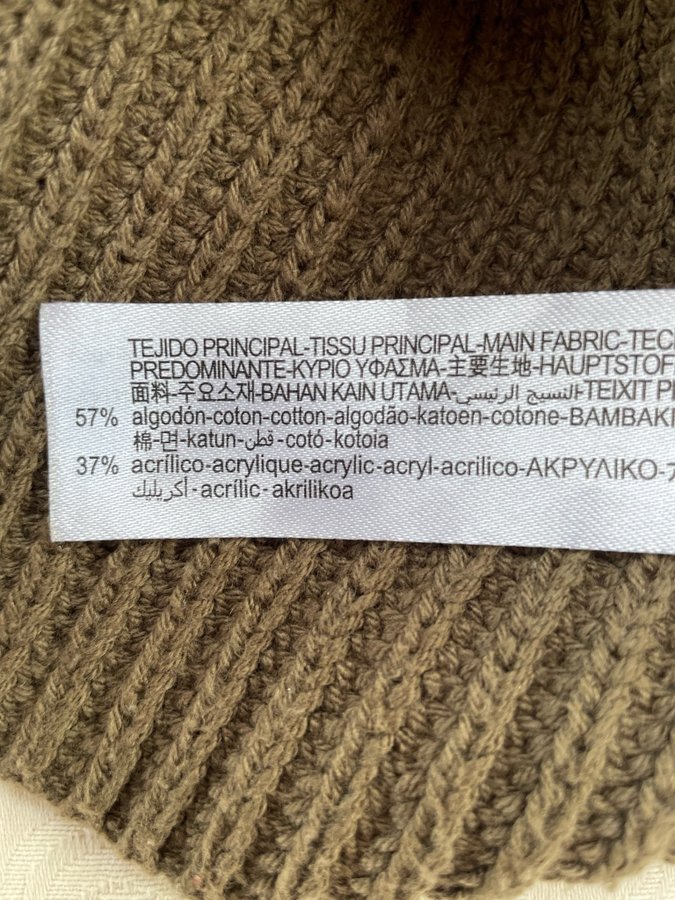 TEJIDO PRINCIPAL-TISSU PRINCIPAL-MAIN FABRIC-TEC
PREDOMINANTE-ΚΥΡΙΟ ΥΦΑΣΜΑ-主要生地-HAUPTSTOF
面料-주요소재-BAHAN KAIN UTAMA-النسيج الرئيسي-TEIXIT P
57% algodón-coton-cotton-algodão-katoen-cotone-BAMBAKI
棉-면-katun-قطن-cotó-kotoia
37% acrílico-acrylique-acrylic-acryl-acrilico-ΑΚΡΥΛΙΚΟ-ア
أكريليك-acrílic-akrilikoa